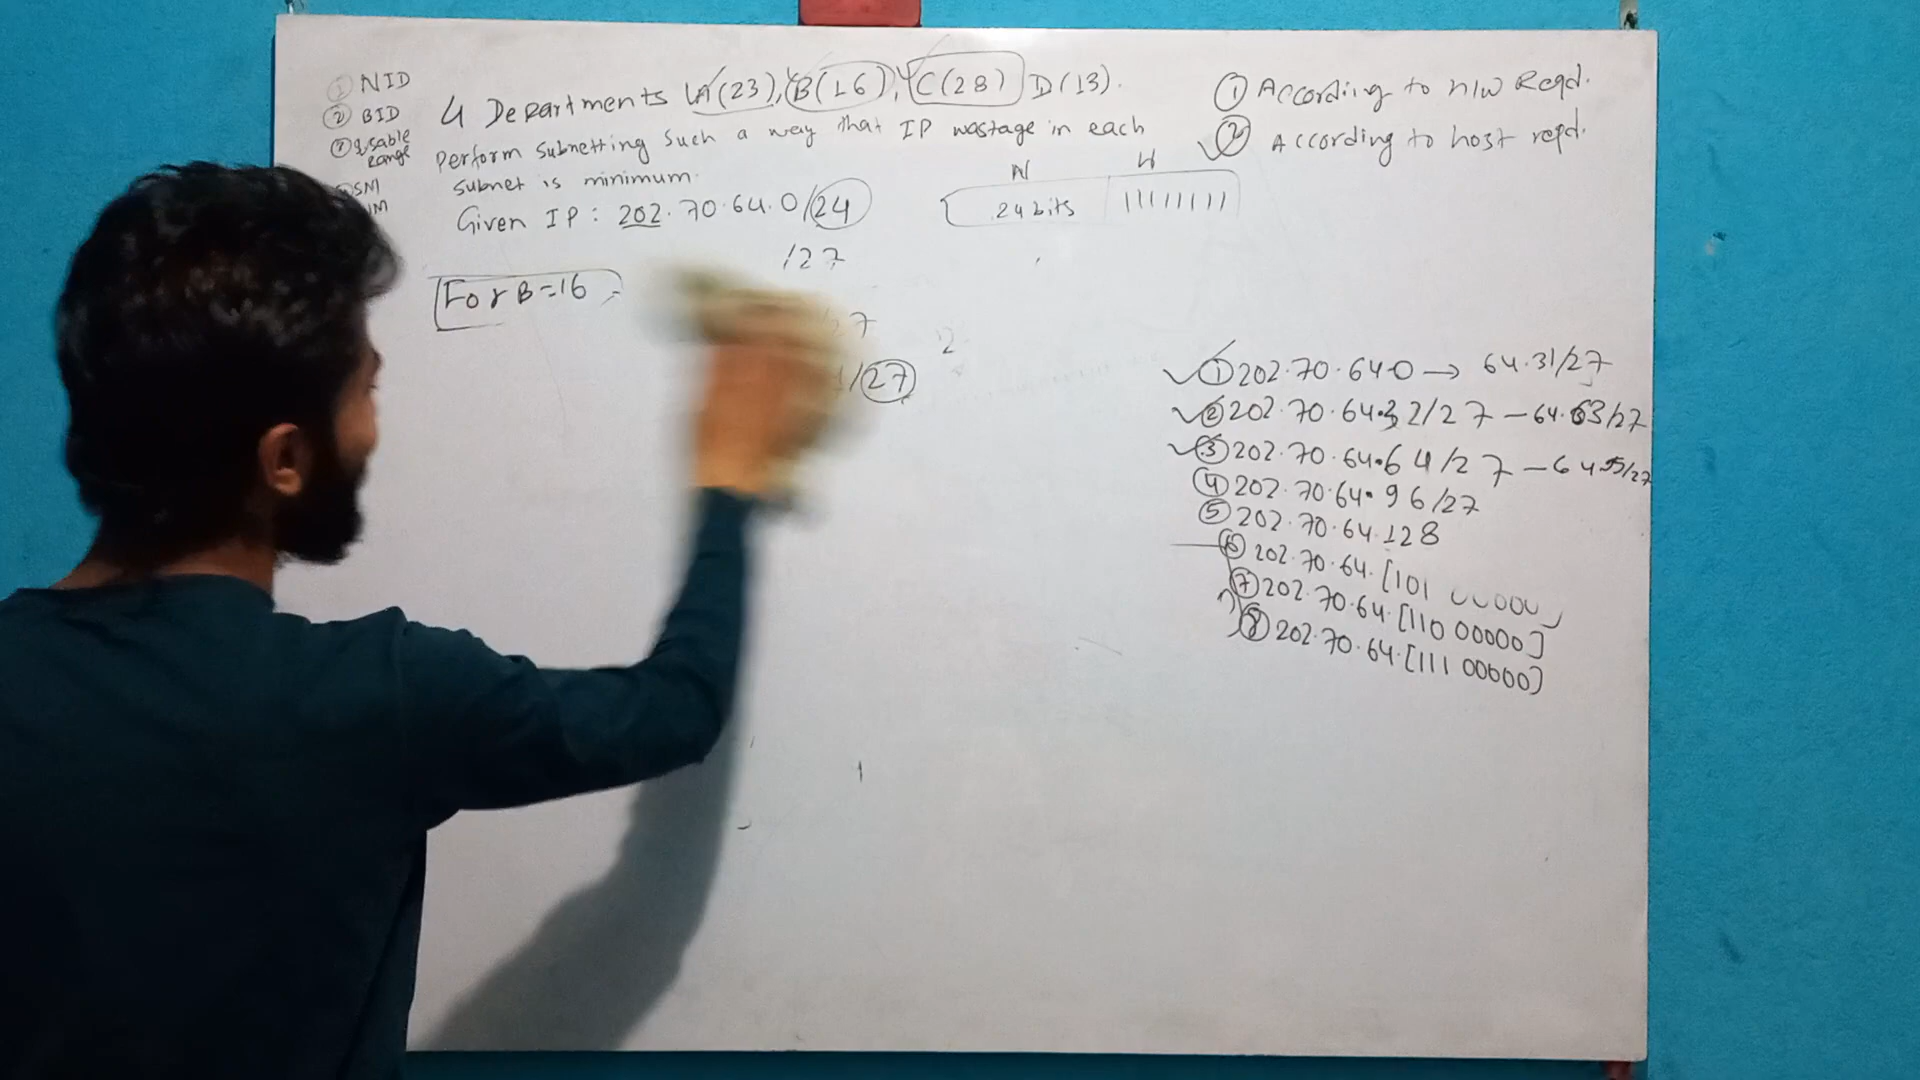 ① NID
② BID
③ Usable Range
SM
4 Departments A(23), B(16), C(28) D(13).
Perform subnetting such a way that IP wastage in each
subnet is minimum.
Given IP : 202.70.64.0/24
/27
For B=16
27
/27
2
N H
24 bits 11111111
① According to n/w Reqd.
② According to host reqd.
① 202.70.64.0 → 64.31/27
② 202.70.64.32/27 – 64.63/27
③ 202.70.64.64/27 – 64.95/27
④ 202.70.64.96/27
⑤ 202.70.64.128
⑥ 202.70.64.[101 00000]
⑦ 202.70.64.[110 00000]
⑧ 202.70.64.[111 00000]